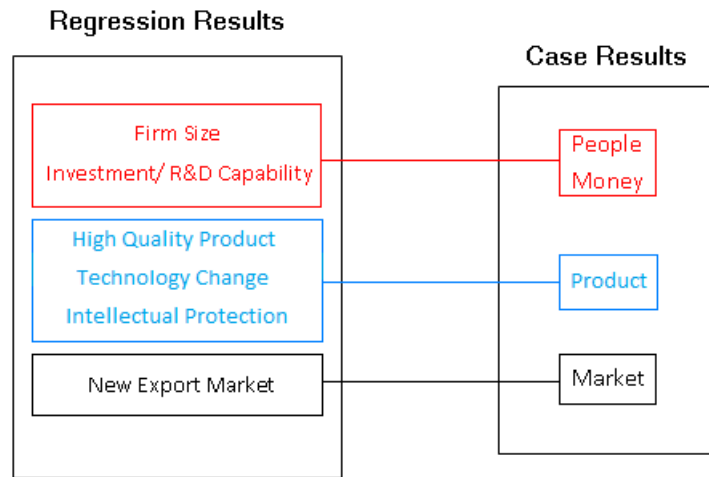 Regression Results
Firm Size
Investment/ R&D Capability
High Quality Product
Technology Change
Intellectual Protection
New Export Market
Case Results
People
Money
Product
Market